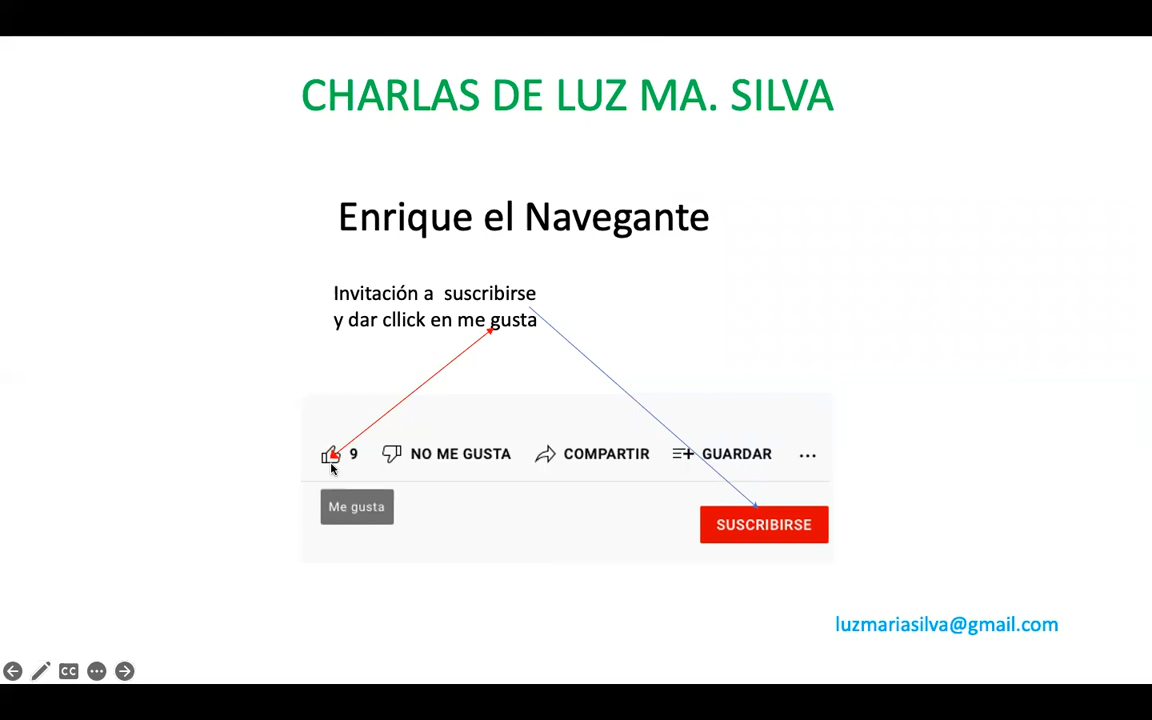 CHARLAS DE LUZ MA. SILVA
Enrique el Navegante
Invitación a suscribirse
y dar cllick en me gusta
9 NO ME GUSTA COMPARTIR GUARDAR ...
Me gusta
SUSCRIBIRSE
luzmariasilva@gmail.com
CC